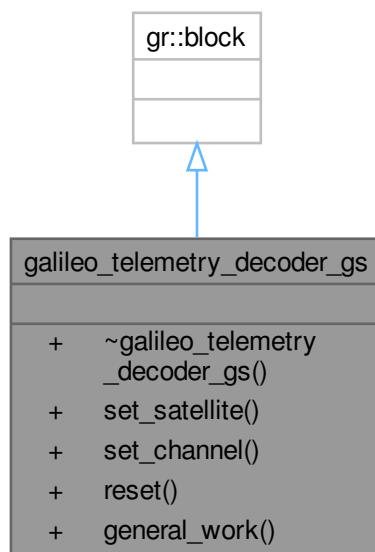 gr::block
galileo_telemetry_decoder_gs
+ ~galileo_telemetry
_decoder_gs()
+ set_satellite()
+ set_channel()
+ reset()
+ general_work()